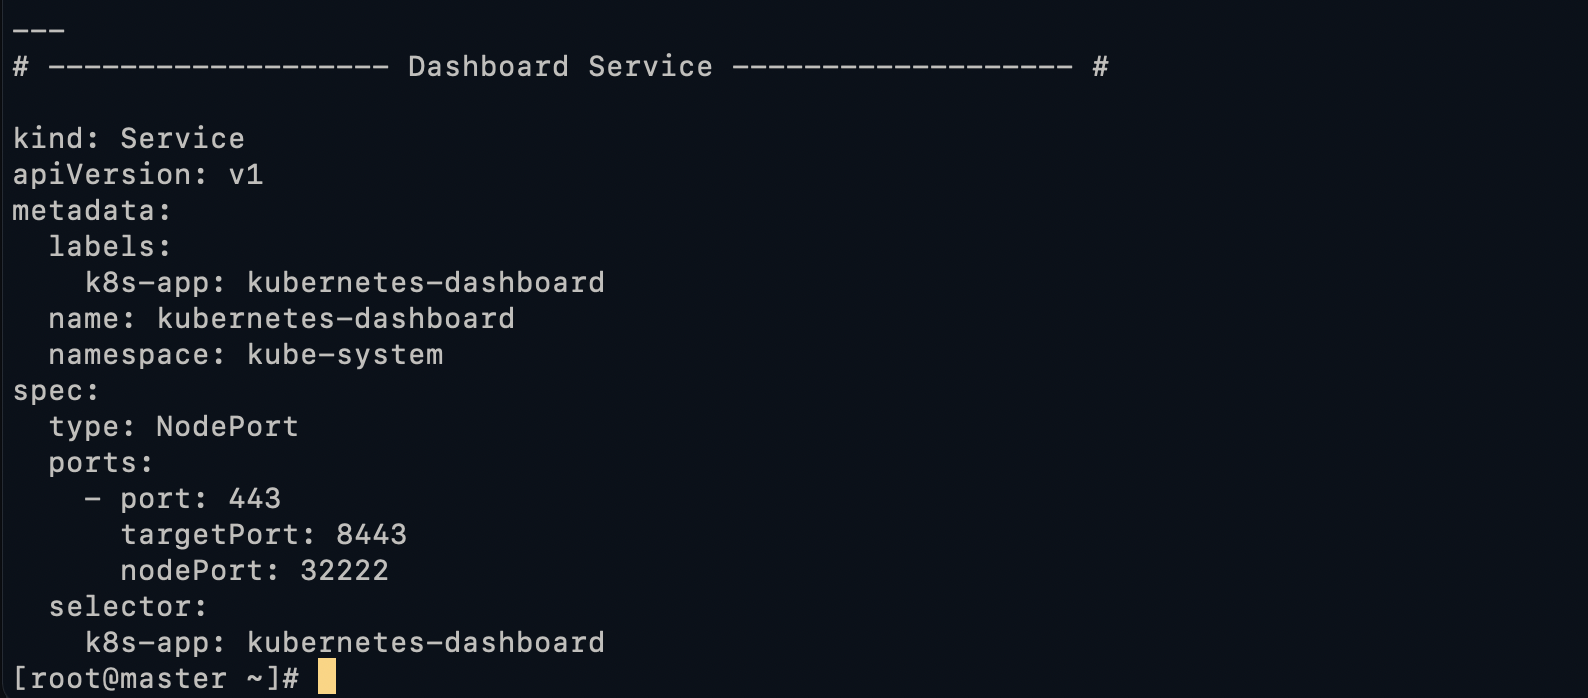 ---
# ------------------- Dashboard Service ------------------- #
kind: Service
apiVersion: v1
metadata:
  labels:
    k8s-app: kubernetes-dashboard
  name: kubernetes-dashboard
  namespace: kube-system
spec:
  type: NodePort
  ports:
    - port: 443
      targetPort: 8443
      nodePort: 32222
  selector:
    k8s-app: kubernetes-dashboard
[root@master ~]#